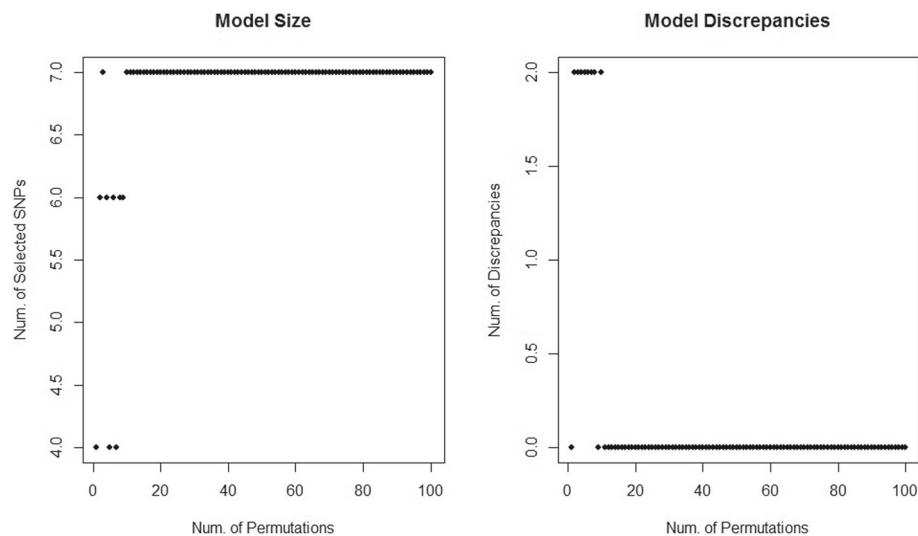 Model Size
Num. of Selected SNPs
7.0
6.5
6.0
5.5
5.0
4.5
4.0
0 20 40 60 80 100
Num. of Permutations
Model Discrepancies
Num. of Discrepancies
2.0
1.5
1.0
0.5
0.0
0 20 40 60 80 100
Num. of Permutations